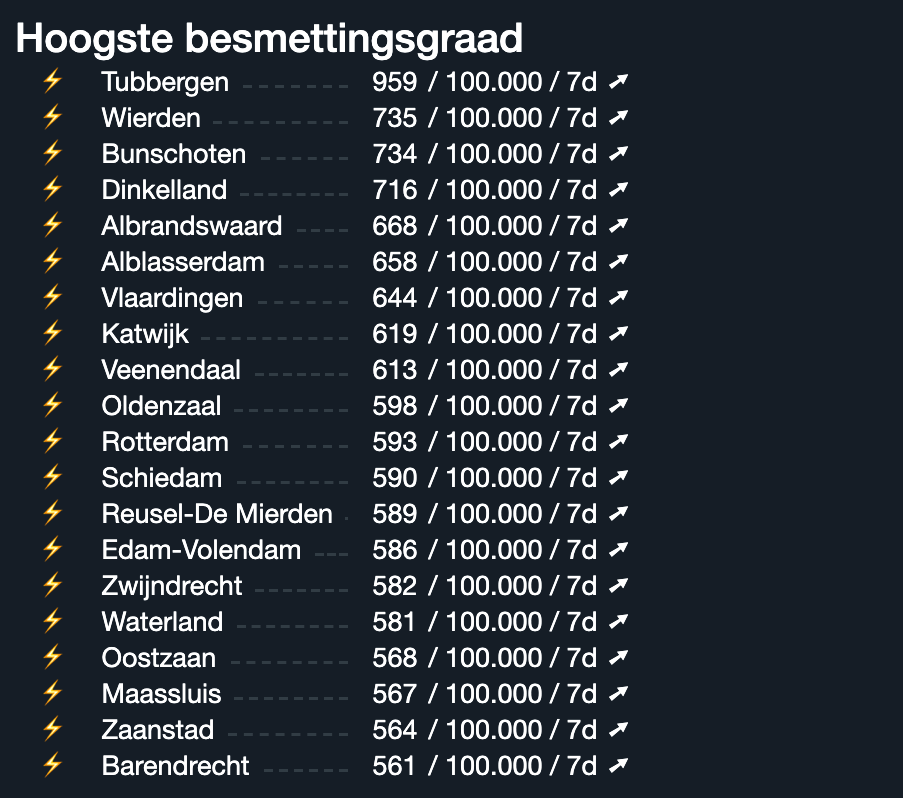 Hoogste besmettingsgraad
⚡ Tubbergen 959 / 100.000 / 7d ➚
⚡ Wierden 735 / 100.000 / 7d ➚
⚡ Bunschoten 734 / 100.000 / 7d ➚
⚡ Dinkelland 716 / 100.000 / 7d ➚
⚡ Albrandswaard 668 / 100.000 / 7d ➚
⚡ Alblasserdam 658 / 100.000 / 7d ➚
⚡ Vlaardingen 644 / 100.000 / 7d ➚
⚡ Katwijk 619 / 100.000 / 7d ➚
⚡ Veenendaal 613 / 100.000 / 7d ➚
⚡ Oldenzaal 598 / 100.000 / 7d ➚
⚡ Rotterdam 593 / 100.000 / 7d ➚
⚡ Schiedam 590 / 100.000 / 7d ➚
⚡ Reusel-De Mierden 589 / 100.000 / 7d ➚
⚡ Edam-Volendam 586 / 100.000 / 7d ➚
⚡ Zwijndrecht 582 / 100.000 / 7d ➚
⚡ Waterland 581 / 100.000 / 7d ➚
⚡ Oostzaan 568 / 100.000 / 7d ➚
⚡ Maassluis 567 / 100.000 / 7d ➚
⚡ Zaanstad 564 / 100.000 / 7d ➚
⚡ Barendrecht 561 / 100.000 / 7d ➚